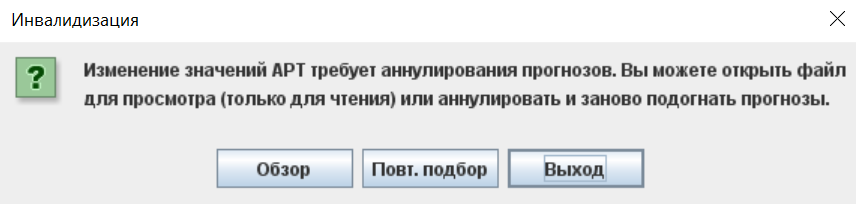 Инвалидизация
Изменение значений АРТ требует аннулирования прогнозов. Вы можете открыть файл
для просмотра (только для чтения) или аннулировать и заново подогнать прогнозы.
Обзор Повт. подбор Выход